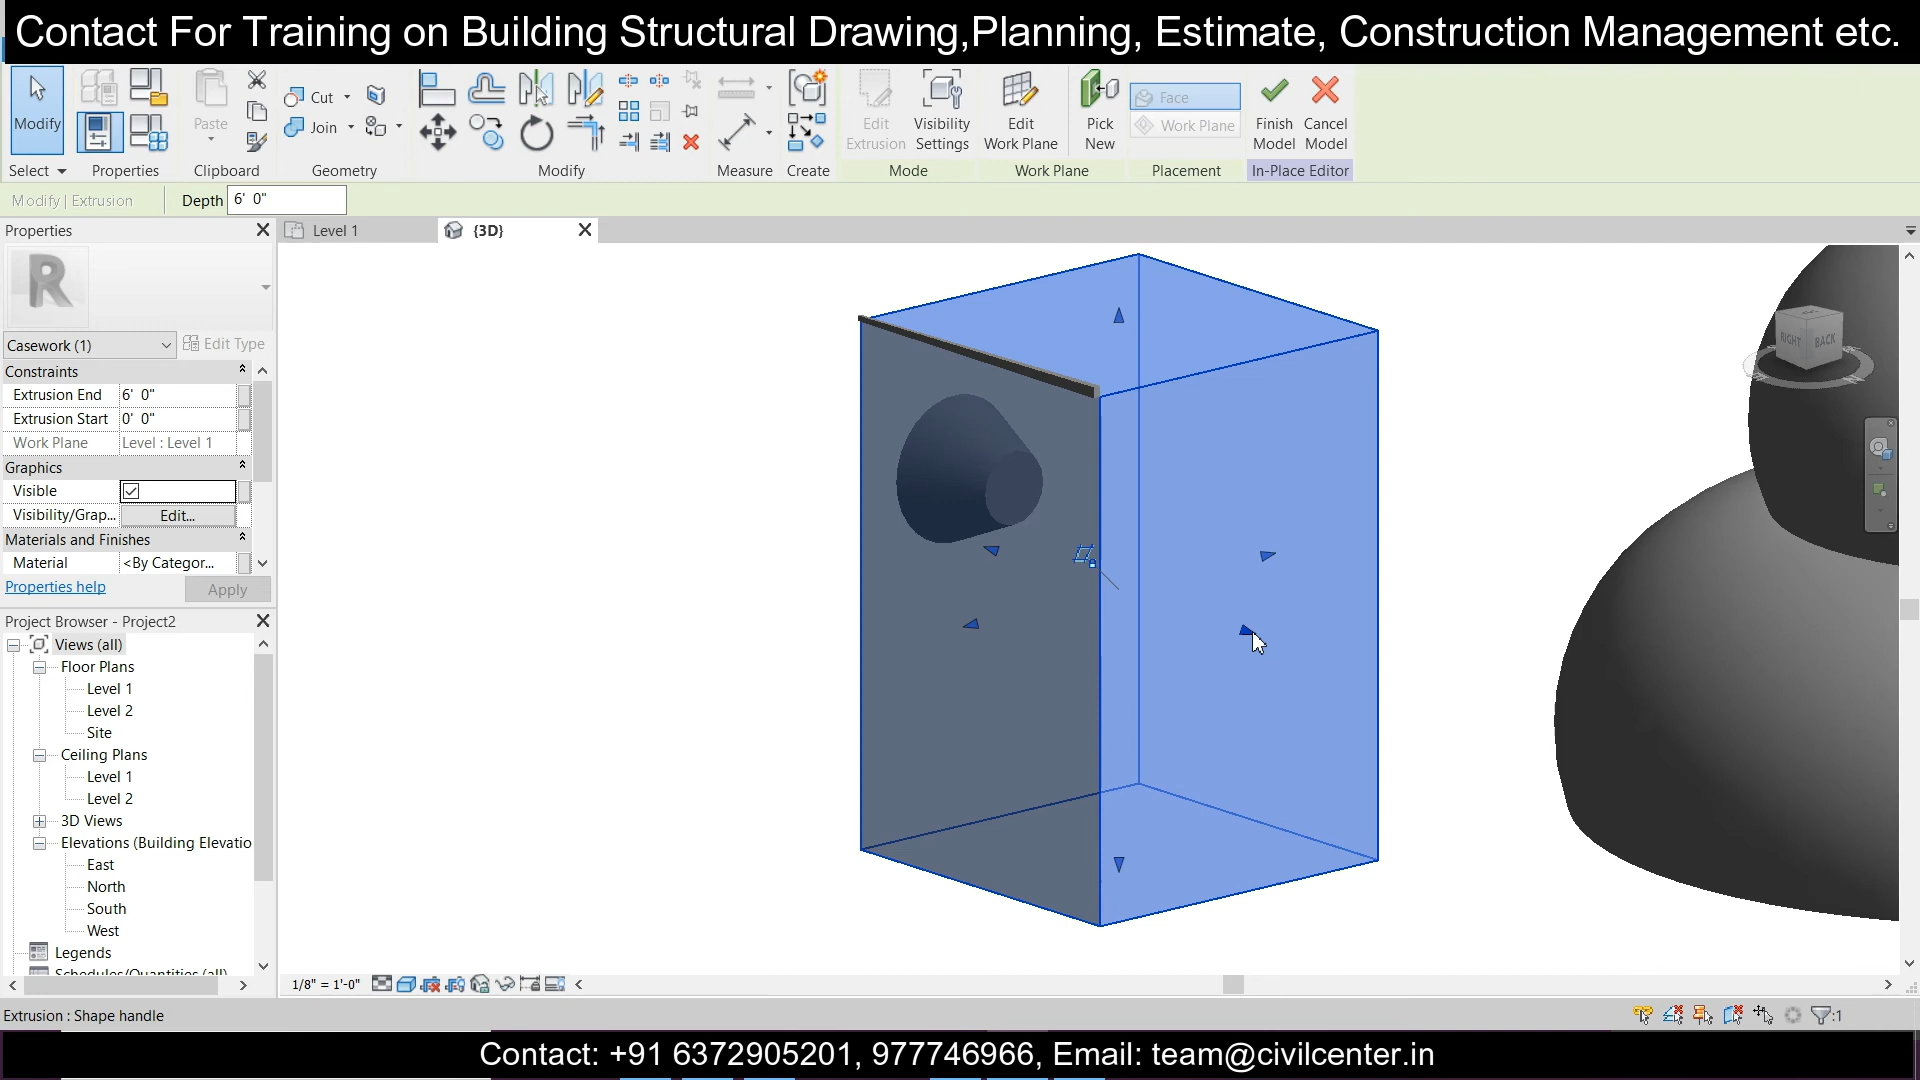 Contact For Training on Building Structural Drawing,Planning, Estimate, Construction Management etc.
Modify
Paste
Cut
Join
Edit Extrusion
Visibility Settings
Edit Work Plane
Pick New
Face
Work Plane
Finish Model
Cancel Model
Select
Properties
Clipboard
Geometry
Modify
Measure
Create
Mode
Work Plane
Placement
In-Place Editor
Modify | Extrusion
Depth 6' 0"
Properties
Level 1
{3D}
R
Casework (1)
Edit Type
Constraints
Extrusion End 6' 0"
Extrusion Start 0' 0"
Work Plane Level : Level 1
Graphics
Visible
Visibility/Grap... Edit...
Materials and Finishes
Material <By Categor...
Properties help
Apply
RIGHT
BACK
Project Browser - Project2
Views (all)
Floor Plans
Level 1
Level 2
Site
Ceiling Plans
Level 1
Level 2
3D Views
Elevations (Building Elevatio
East
North
South
West
Legends
Schedules/Quantities (all)
1/8" = 1'-0"
Extrusion : Shape handle
:1
Contact: +91 6372905201, 977746966, Email: team@civilcenter.in